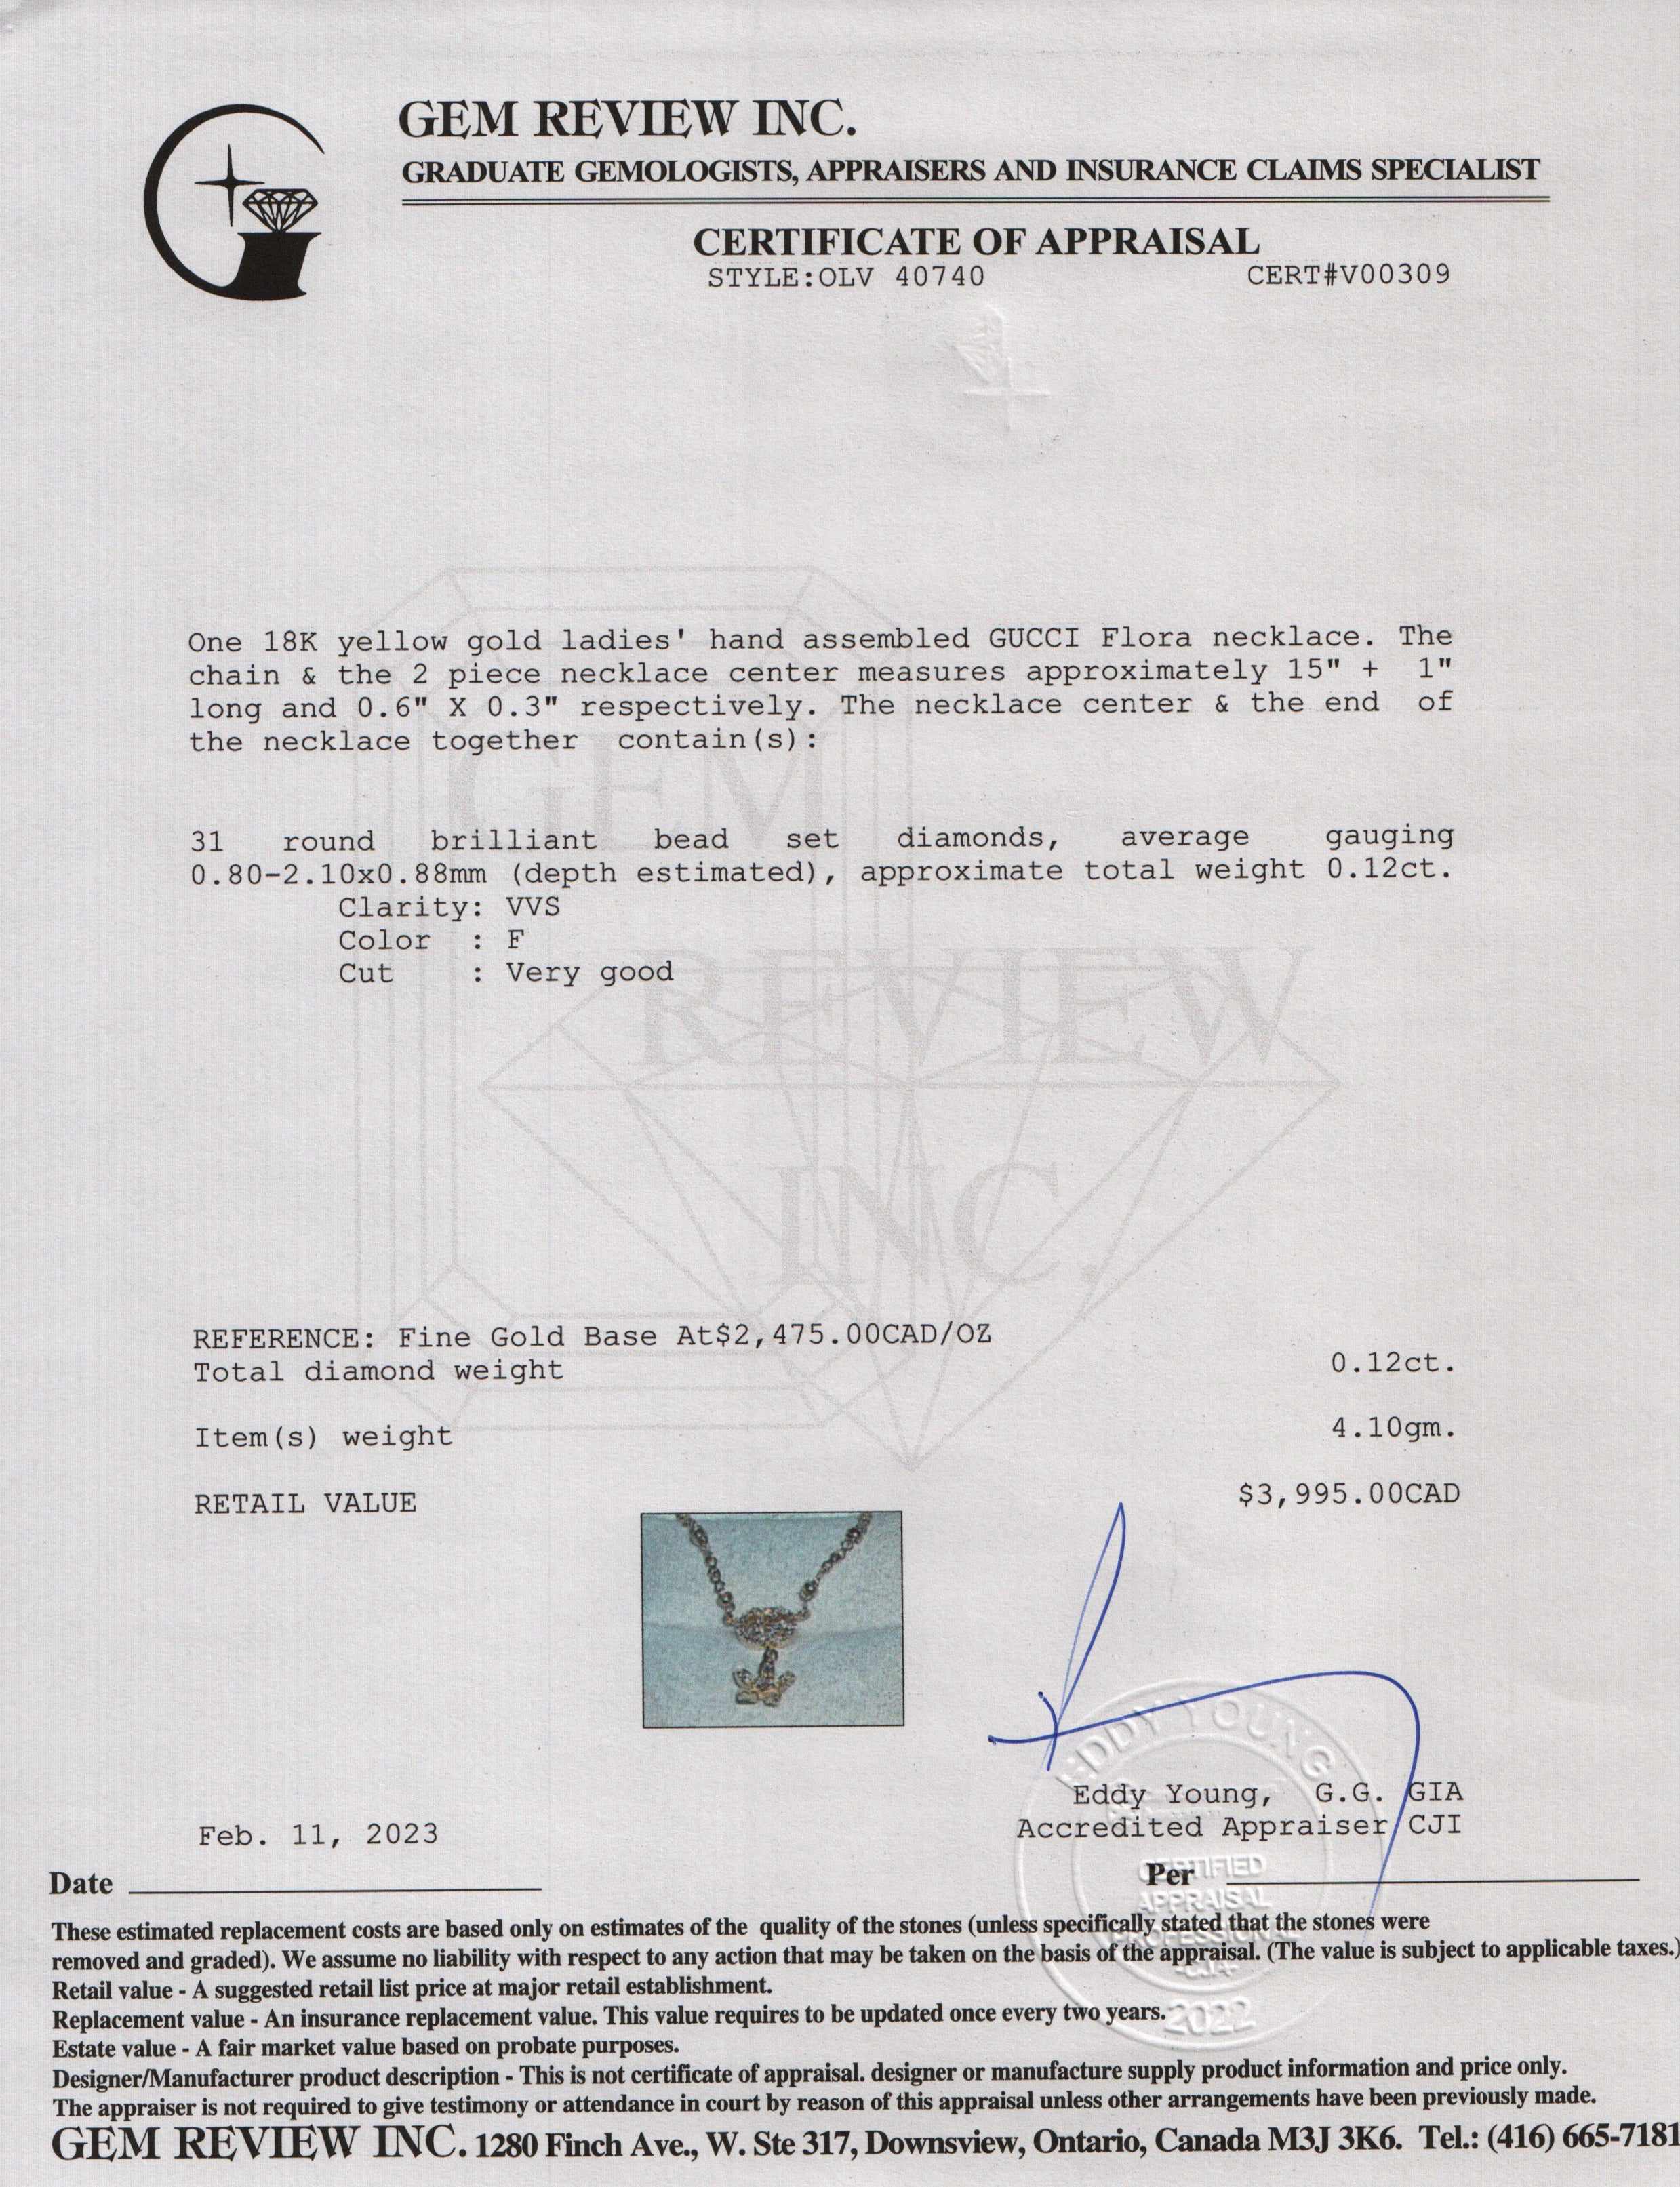 GEM REVIEW INC.
GRADUATE GEMOLOGISTS, APPRAISERS AND INSURANCE CLAIMS SPECIALIST
CERTIFICATE OF APPRAISAL
STYLE:OLV 40740 CERT#V00309
One 18K yellow gold ladies' hand assembled GUCCI Flora necklace. The
chain & the 2 piece necklace center measures approximately 15" + 1"
long and 0.6" X 0.3" respectively. The necklace center & the end of
the necklace together contain(s):
GEM
31 round brilliant bead set diamonds, average gauging
0.80-2.10x0.88mm (depth estimated), approximate total weight 0.12ct.
Clarity: VVS
Color : F
Cut : Very good
REVIEW
INC.
REFERENCE: Fine Gold Base At$2,475.00CAD/OZ
Total diamond weight 0.12ct.
Item(s) weight 4.10gm.
RETAIL VALUE $3,995.00CAD
EDDY YOUNG
Eddy Young, G.G. GIA
Accredited Appraiser CJI
Feb. 11, 2023
Date
Per
CERTIFIED
APPRAISAL
PROFESSIONAL
2022
These estimated replacement costs are based only on estimates of the quality of the stones (unless specifically stated that the stones were
removed and graded). We assume no liability with respect to any action that may be taken on the basis of the appraisal. (The value is subject to applicable taxes.)
Retail value - A suggested retail list price at major retail establishment.
Replacement value - An insurance replacement value. This value requires to be updated once every two years.
Estate value - A fair market value based on probate purposes.
Designer/Manufacturer product description - This is not certificate of appraisal. designer or manufacture supply product information and price only.
The appraiser is not required to give testimony or attendance in court by reason of this appraisal unless other arrangements have been previously made.
GEM REVIEW INC. 1280 Finch Ave., W. Ste 317, Downsview, Ontario, Canada M3J 3K6. Tel.: (416) 665-7181